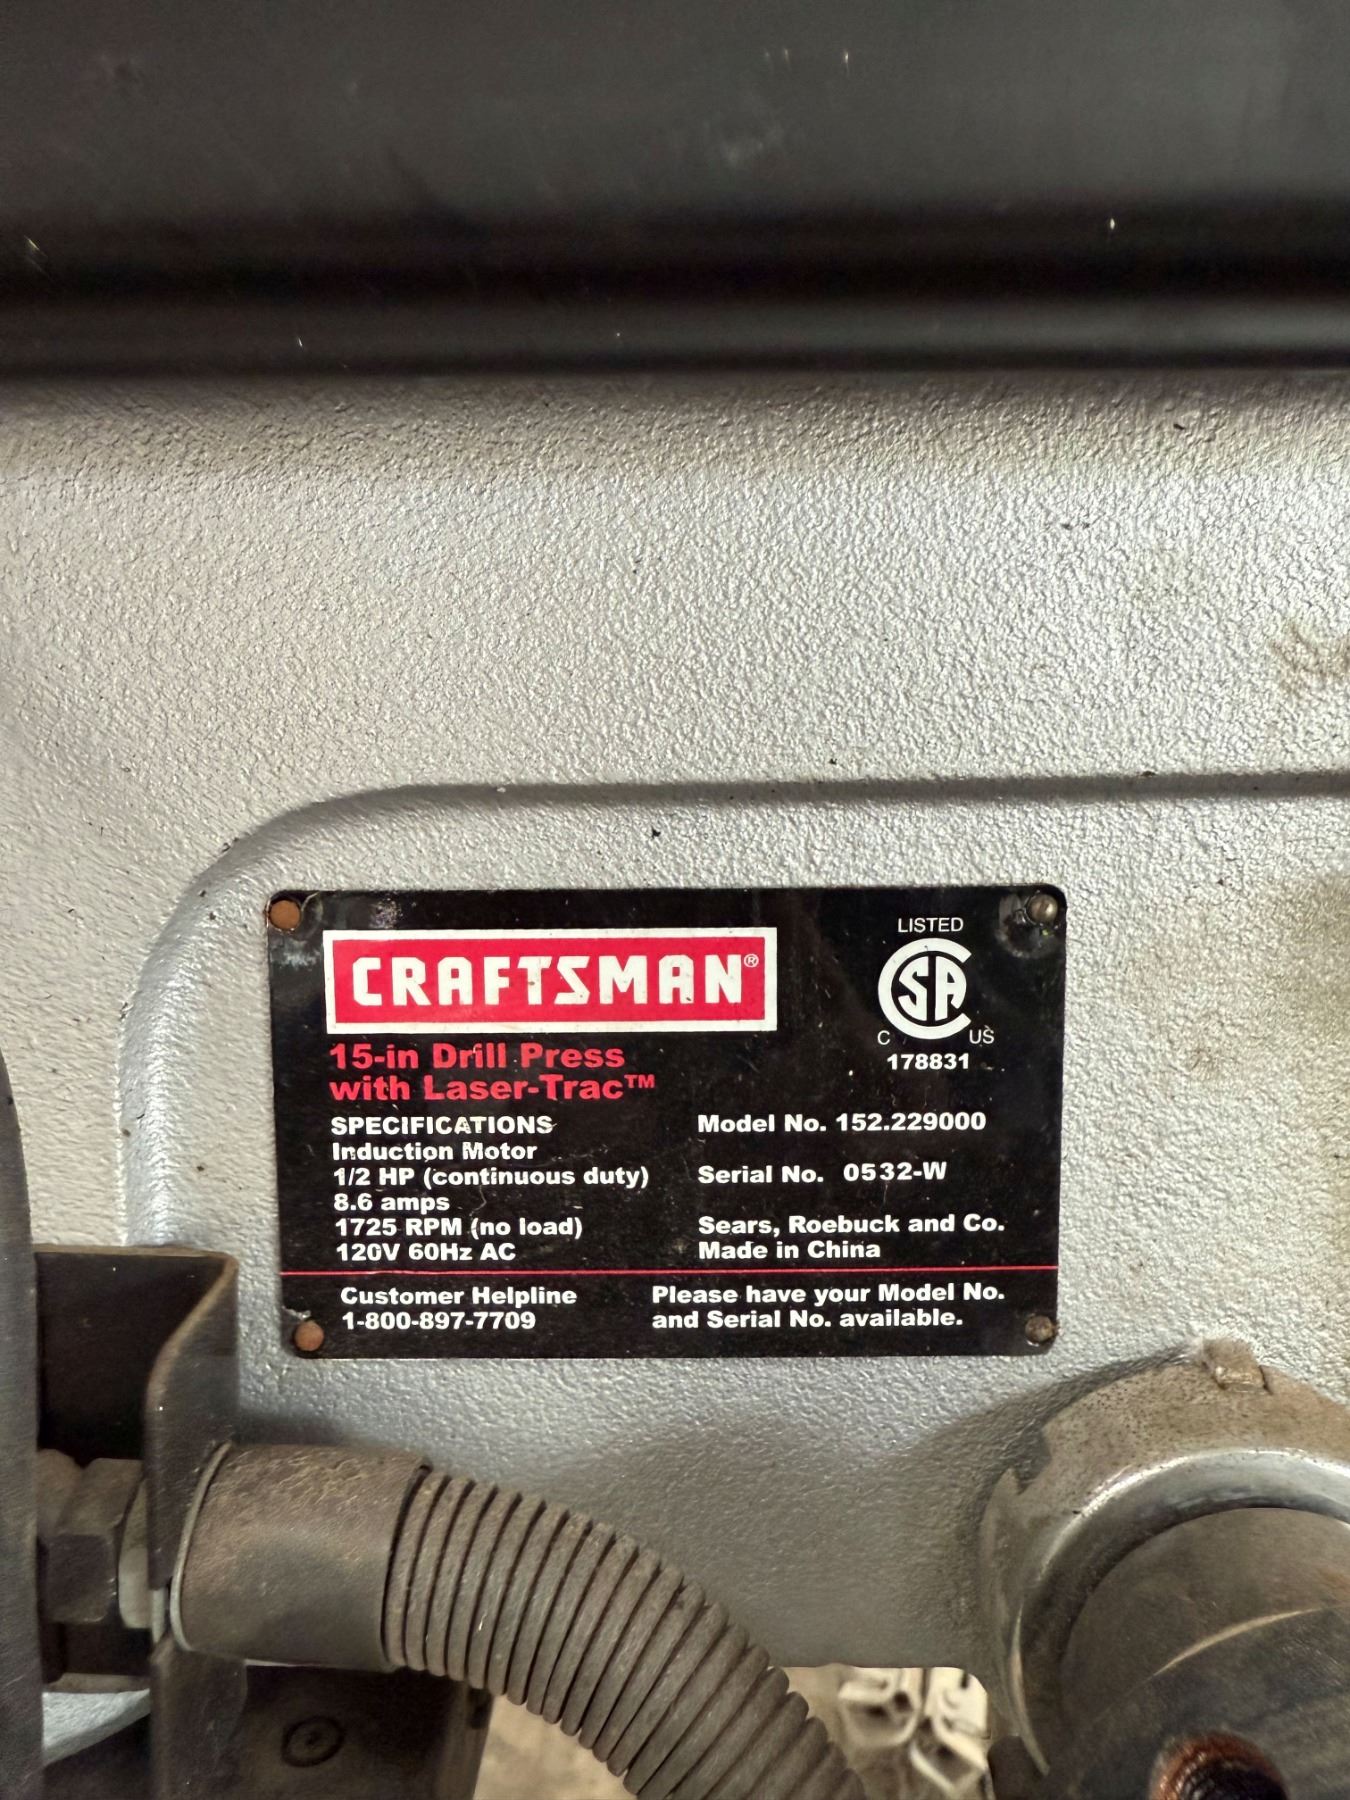 CRAFTSMAN®
LISTED
CSA
C US
178831
15-in Drill Press
with Laser-Trac™
SPECIFICATIONS
Induction Motor
1/2 HP (continuous duty)
8.6 amps
1725 RPM (no load)
120V 60Hz AC
Model No. 152.229000
Serial No. 0532-W
Sears, Roebuck and Co.
Made in China
Customer Helpline
1-800-897-7709
Please have your Model No.
and Serial No. available.